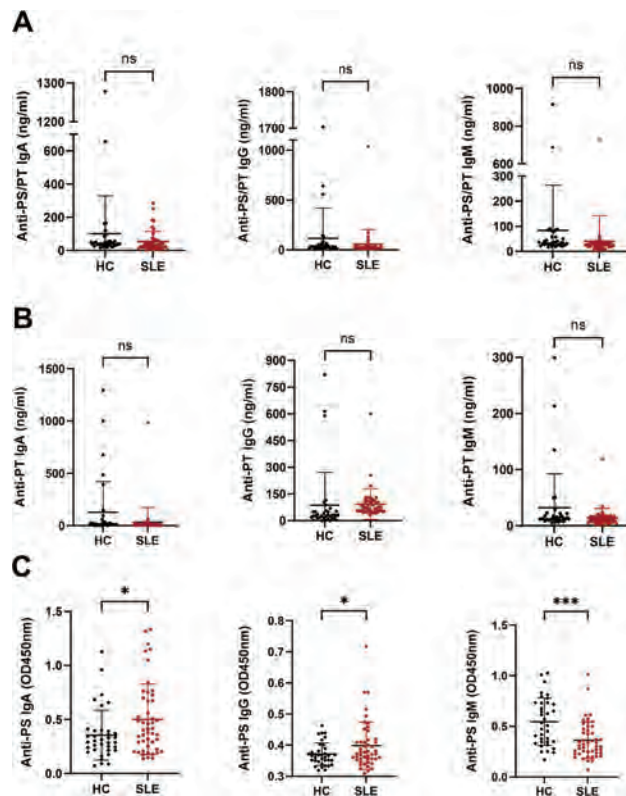 A
Anti-PS/PT IgA (ng/ml)
1300
1200
600
400
200
0
ns
HC SLE
Anti-PS/PT IgG (ng/ml)
1800
1700
1000
500
0
ns
HC SLE
Anti-PS/PT IgM (ng/ml)
1000
800
600
300
200
100
0
ns
HC SLE
B
Anti-PT IgA (ng/ml)
1500
1000
500
0
ns
HC SLE
Anti-PT IgG (ng/ml)
900
750
600
450
300
150
0
ns
HC SLE
Anti-PT IgM (ng/ml)
300
200
100
0
ns
HC SLE
C
Anti-PS IgA (OD450nm)
1.5
1.0
0.5
0.0
*
HC SLE
Anti-PS IgG (OD450nm)
0.8
0.6
0.4
0.3
*
HC SLE
Anti-PS IgM (OD450nm)
1.5
1.0
0.5
0.0
***
HC SLE